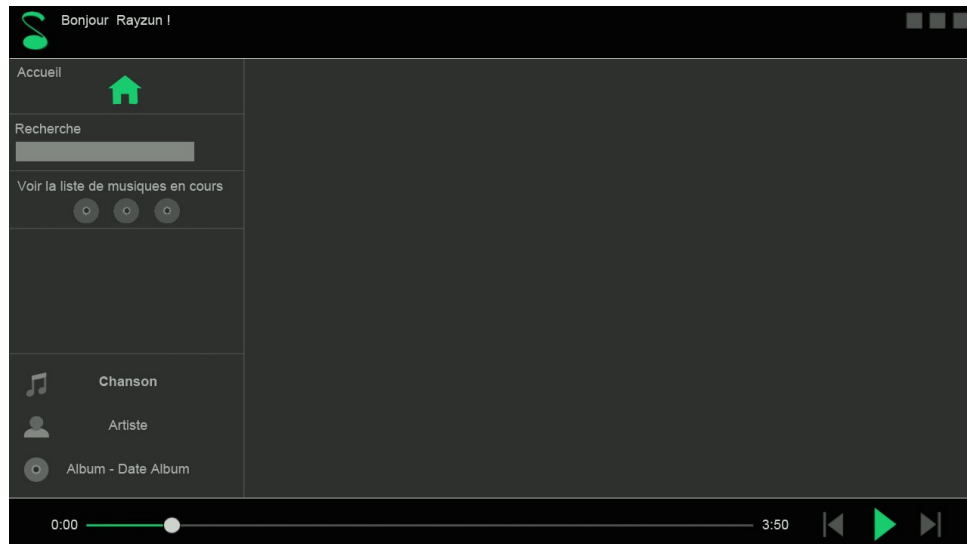 Bonjour Rayzun !
Accueil
Recherche
Voir la liste de musiques en cours
Chanson
Artiste
Album - Date Album
0:00
3:50